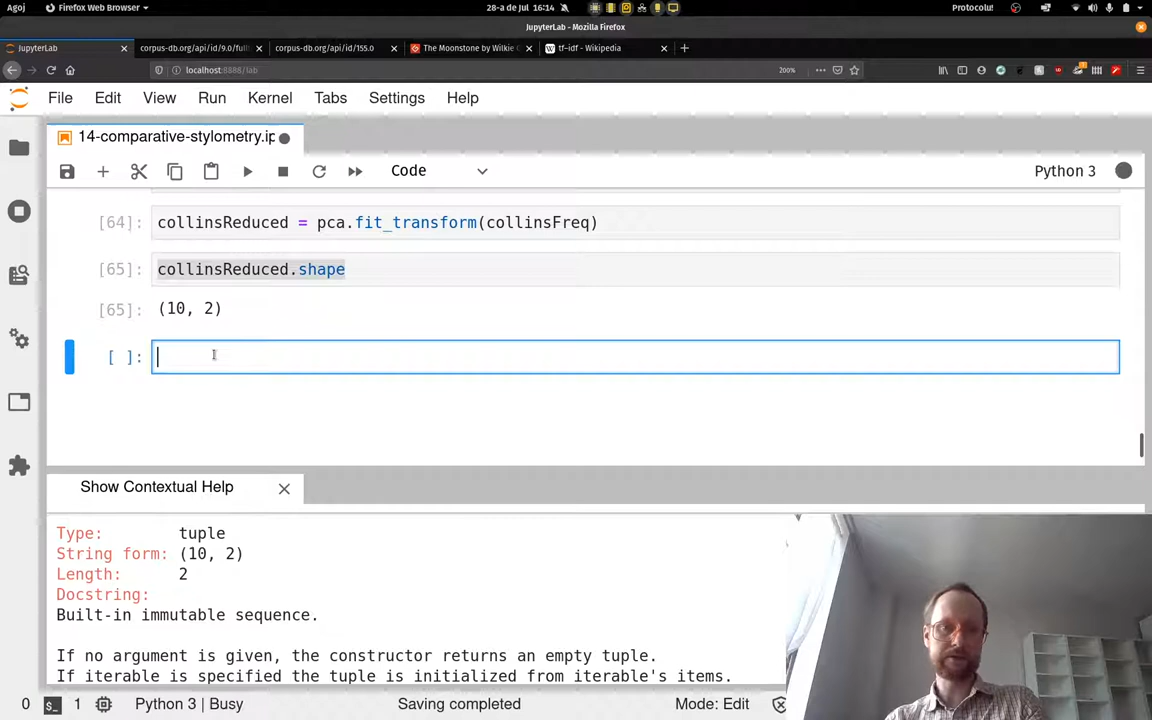 Agoj Firefox Web Browser 28-a de Jul 16:14 Protocolu
JupyterLab — Mozilla Firefox
JupyterLab corpus-db.org/api/id/9.0/full corpus-db.org/api/id/155.0 The Moonstone by Wilkie tf-idf - Wikipedia
localhost:8888/lab 200%
File Edit View Run Kernel Tabs Settings Help
14-comparative-stylometry.ip
Code Python 3
[64]: collinsReduced = pca.fit_transform(collinsFreq)
[65]: collinsReduced.shape
[65]: (10, 2)
[ ]:
Show Contextual Help
Type: tuple
String form: (10, 2)
Length: 2
Docstring:
Built-in immutable sequence.
If no argument is given, the constructor returns an empty tuple.
If iterable is specified the tuple is initialized from iterable's items.
0 1 Python 3 | Busy Saving completed Mode: Edit